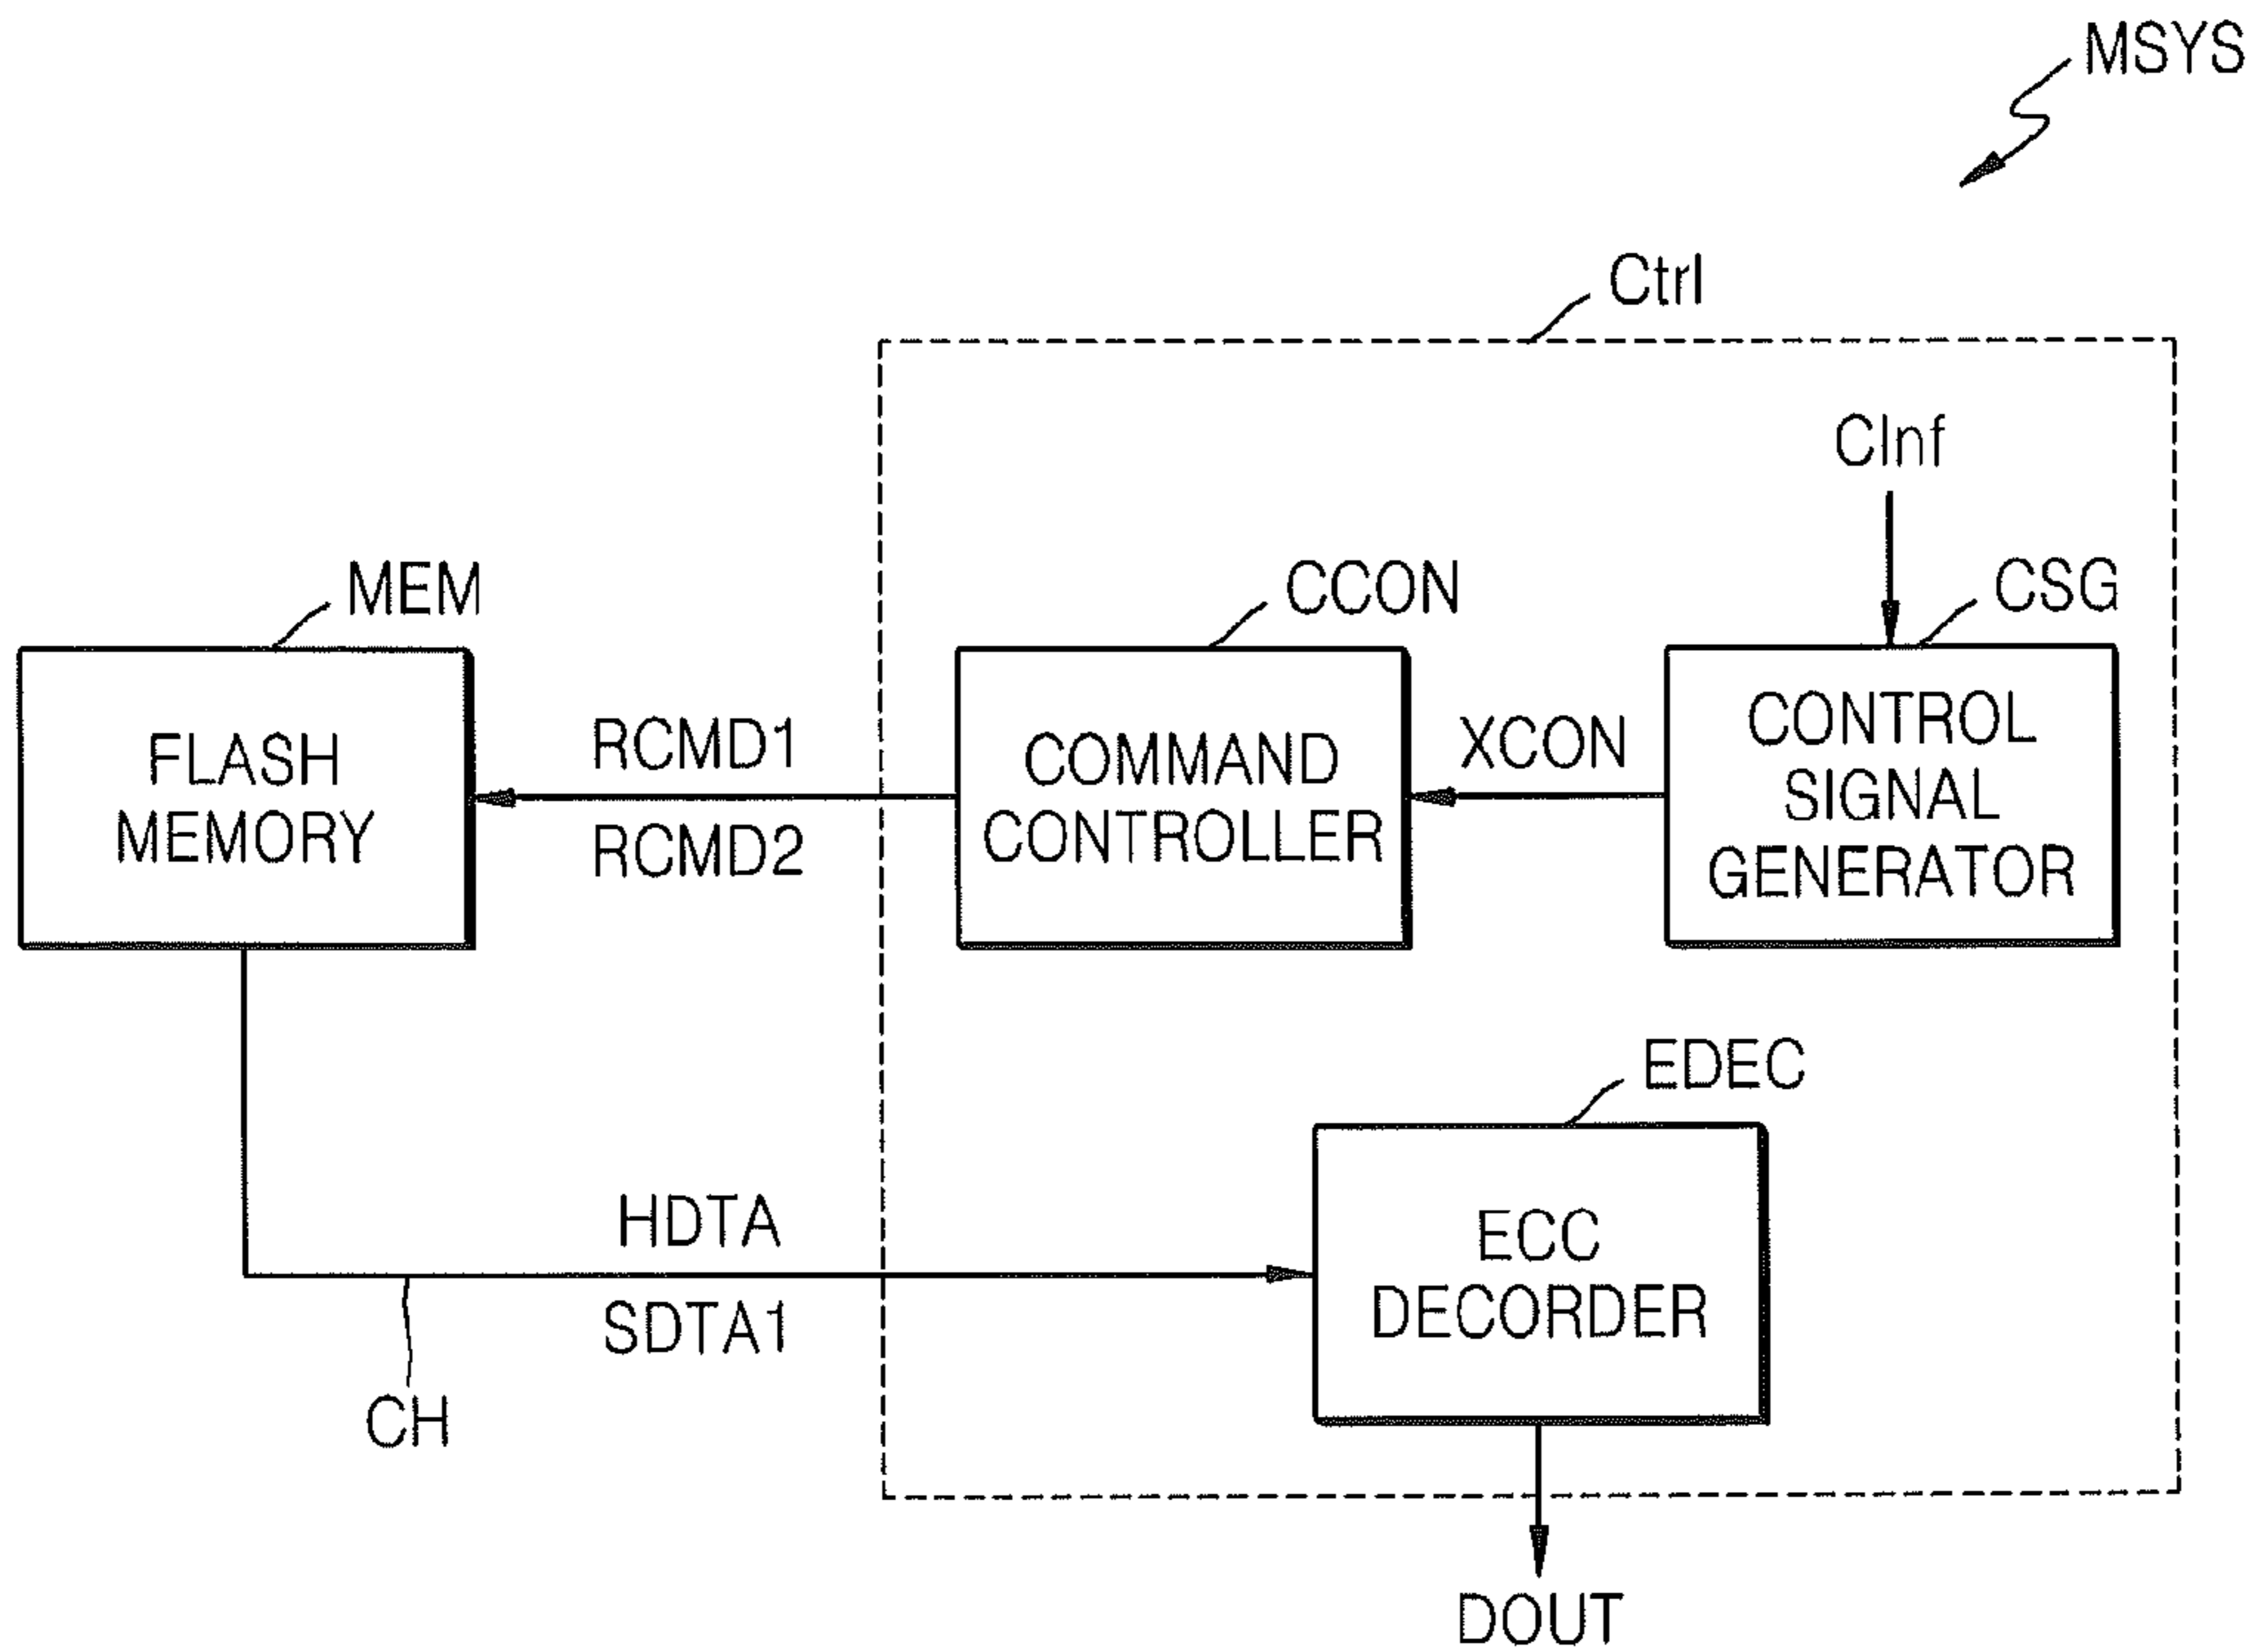 MSYS
Ctrl
CInf
MEM
CCON
CSG
FLASH
MEMORY
RCMD1
RCMD2
COMMAND
CONTROLLER
XCON
CONTROL
SIGNAL
GENERATOR
EDEC
HDTA
SDTA1
ECC
DECORDER
CH
DOUT